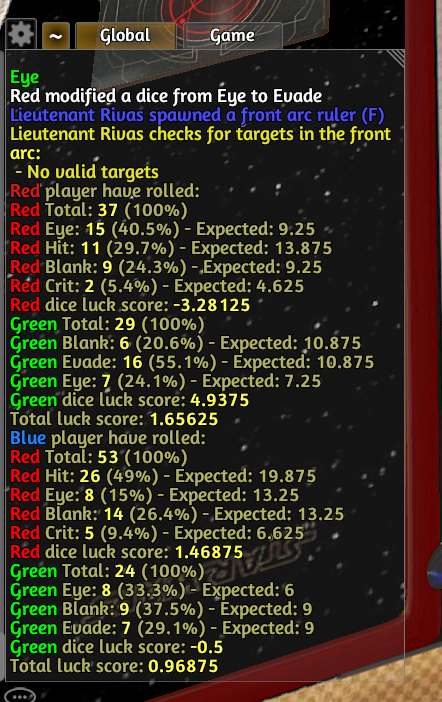 ~ Global Game
Eye
Red modified a dice from Eye to Evade
Lieutenant Rivas spawned a front arc ruler (F)
Lieutenant Rivas checks for targets in the front
arc:
- No valid targets
Red player have rolled:
Red Total: 37 (100%)
Red Eye: 15 (40.5%) - Expected: 9.25
Red Hit: 11 (29.7%) - Expected: 13.875
Red Blank: 9 (24.3%) - Expected: 9.25
Red Crit: 2 (5.4%) - Expected: 4.625
Red dice luck score: -3.28125
Green Total: 29 (100%)
Green Blank: 6 (20.6%) - Expected: 10.875
Green Evade: 16 (55.1%) - Expected: 10.875
Green Eye: 7 (24.1%) - Expected: 7.25
Green dice luck score: 4.9375
Total luck score: 1.65625
Blue player have rolled:
Red Total: 53 (100%)
Red Hit: 26 (49%) - Expected: 19.875
Red Eye: 8 (15%) - Expected: 13.25
Red Blank: 14 (26.4%) - Expected: 13.25
Red Crit: 5 (9.4%) - Expected: 6.625
Red dice luck score: 1.46875
Green Total: 24 (100%)
Green Eye: 8 (33.3%) - Expected: 6
Green Blank: 9 (37.5%) - Expected: 9
Green Evade: 7 (29.1%) - Expected: 9
Green dice luck score: -0.5
Total luck score: 0.96875